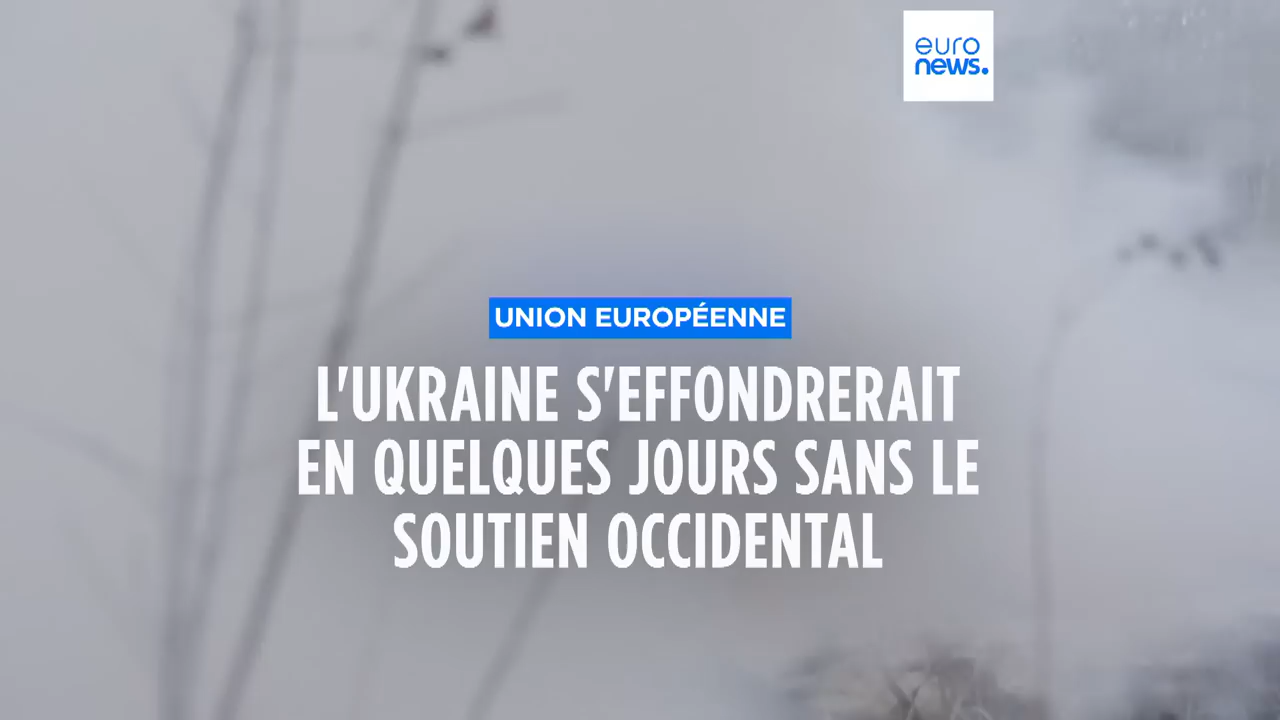 euro
news.
UNION EUROPÉENNE
L'UKRAINE S'EFFONDRERAIT
EN QUELQUES JOURS SANS LE
SOUTIEN OCCIDENTAL